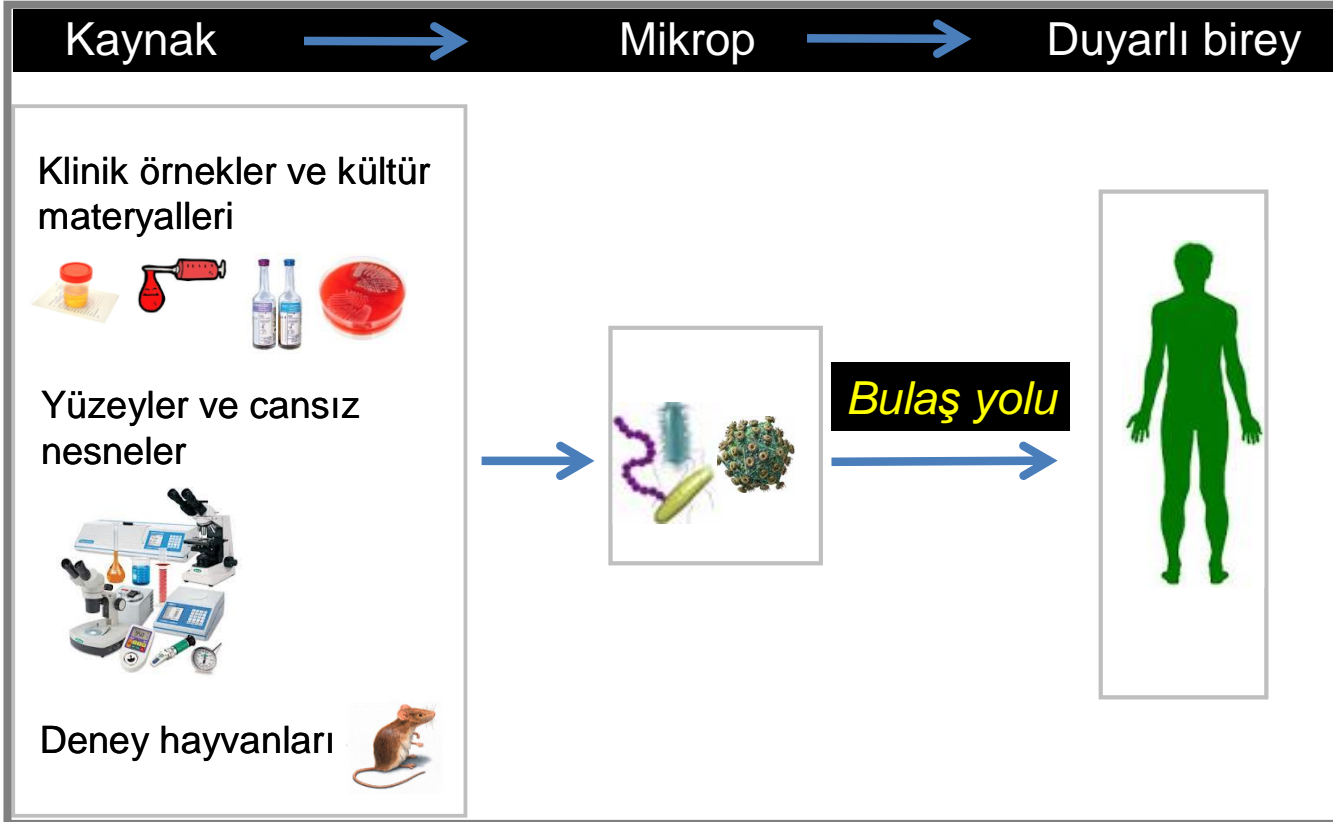 Kaynak
Mikrop
Duyarlı birey
Klinik örnekler ve kültür
materyalleri
Yüzeyler ve cansız
nesneler
Deney hayvanları
Bulaş yolu